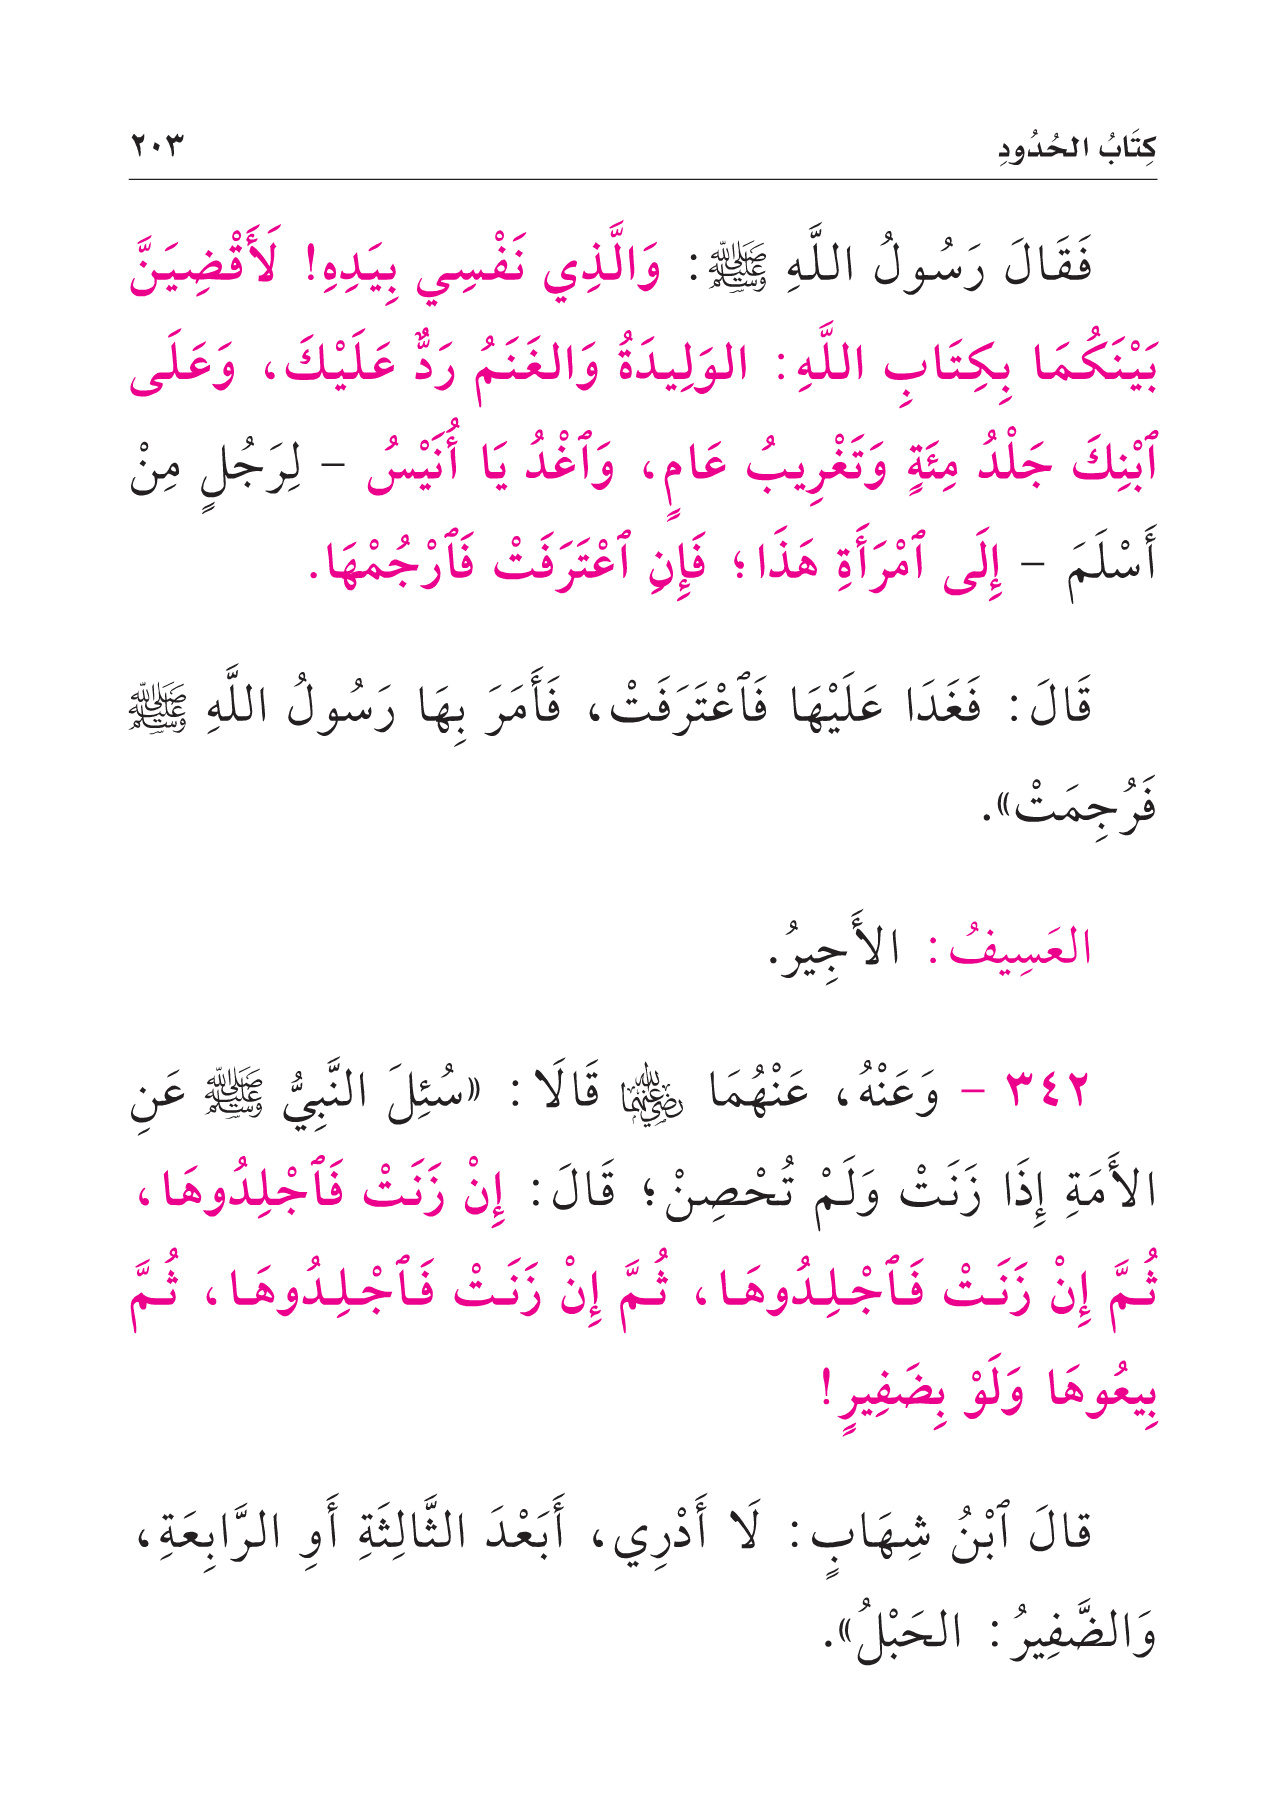 كِتَابُ الحُدُودِ ٢٠٣
فَقَالَ رَسُولُ اللَّهِ ﷺ: وَالَّذِي نَفْسِي بِيَدِهِ! لَأَقْضِيَنَّ
بَيْنَكُمَا بِكِتَابِ اللَّهِ: الوَلِيدَةُ وَالغَنَمُ رَدٌّ عَلَيْكَ، وَعَلَى
ٱبْنِكَ جَلْدُ مِئَةٍ وَتَغْرِيبُ عَامٍ، وَٱغْدُ يَا أُنَيْسُ – لِرَجُلٍ مِنْ
أَسْلَمَ – إِلَى ٱمْرَأَةِ هَذَا؛ فَإِنِ ٱعْتَرَفَتْ فَٱرْجُمْهَا.
قَالَ: فَغَدَا عَلَيْهَا فَٱعْتَرَفَتْ، فَأَمَرَ بِهَا رَسُولُ اللَّهِ ﷺ
فَرُجِمَتْ».
العَسِيفُ: الأَجِيرُ.
٣٤٢ – وَعَنْهُ، عَنْهُمَا رضي الله عنهما قَالَا: «سُئِلَ النَّبِيُّ ﷺ عَنِ
الأَمَةِ إِذَا زَنَتْ وَلَمْ تُحْصِنْ؛ قَالَ: إِنْ زَنَتْ فَٱجْلِدُوهَا،
ثُمَّ إِنْ زَنَتْ فَٱجْلِدُوهَا، ثُمَّ إِنْ زَنَتْ فَٱجْلِدُوهَا، ثُمَّ
بِيعُوهَا وَلَوْ بِضَفِيرٍ!
قالَ ٱبْنُ شِهَابٍ: لَا أَدْرِي، أَبَعْدَ الثَّالِثَةِ أَوِ الرَّابِعَةِ،
وَالضَّفِيرُ: الحَبْلُ».